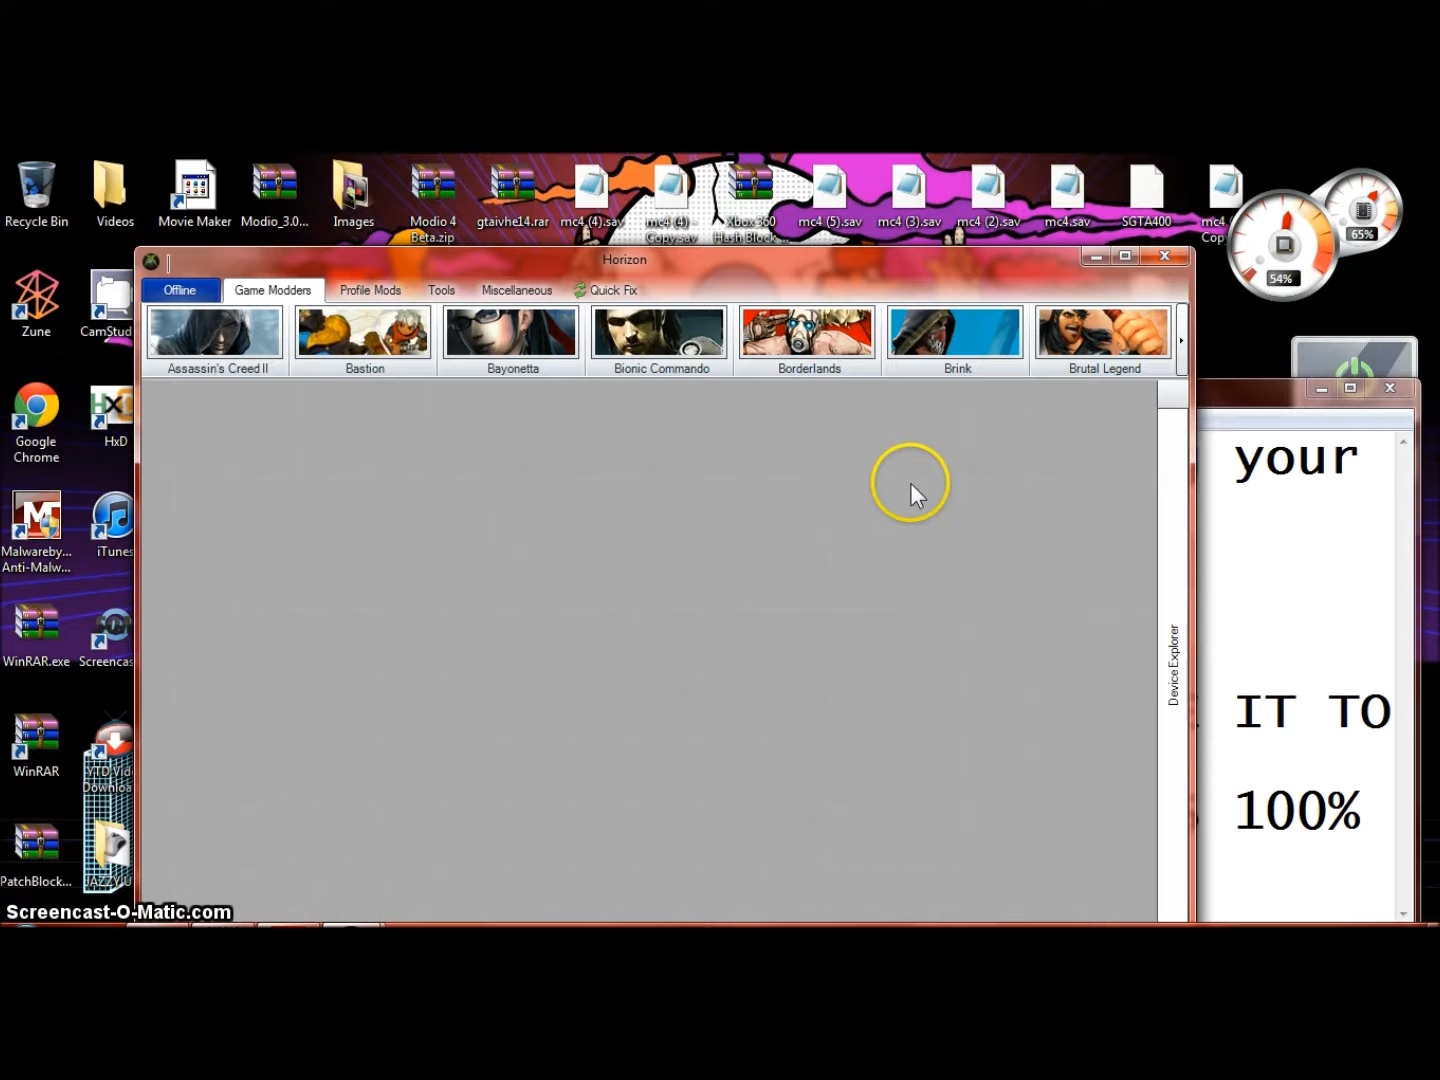 Recycle Bin
Videos
Movie Maker
Modio_3.0...
Images
Modio 4
Beta.zip
gtaivhe14.rar
mc4 (4).sav
mc4 (4)
Copy.sav
Xbox 360
Hash Block...
mc4 (5).sav
mc4 (3).sav
mc4 (2).sav
mc4.sav
SGTA400
mc4 (
Cop
65%
54%
Horizon
Offline
Game Modders
Profile Mods
Tools
Miscellaneous
Quick Fix
Assassin's Creed II
Bastion
Bayonetta
Bionic Commando
Borderlands
Brink
Brutal Legend
Zune
CamStud
Google
Chrome
HxD
Malwareby...
Anti-Malw...
iTunes
WinRAR.exe
Screencas
WinRAR
YTD Vid
Downloa
PatchBlock...
JAZZY U
Device Explorer
your
IT TO
100%
Screencast-O-Matic.com